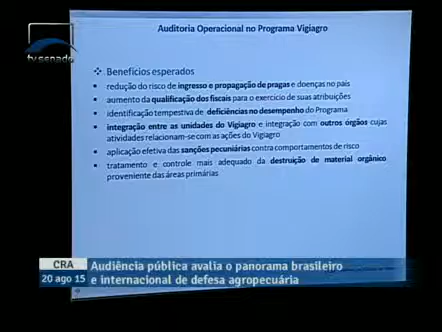 Auditoria Operacional no Programa Vigiagro
tv senado
❖ Benefícios esperados
▪ redução do risco de ingresso e propagação de pragas e doenças no país
▪ aumento da qualificação dos fiscais para o exercício de suas atribuições
▪ identificação tempestiva de deficiências no desempenho do Programa
▪ integração entre as unidades do Vigiagro e integração com outros órgãos cujas
atividades relacionam-se com as ações do Vigiagro
▪ aplicação efetiva das sanções pecuniárias contra comportamentos de risco
▪ tratamento e controle mais adequado da destruição de material orgânico
proveniente das áreas primárias
CRA
20 ago 15
Audiência pública avalia o panorama brasileiro
e internacional de defesa agropecuária